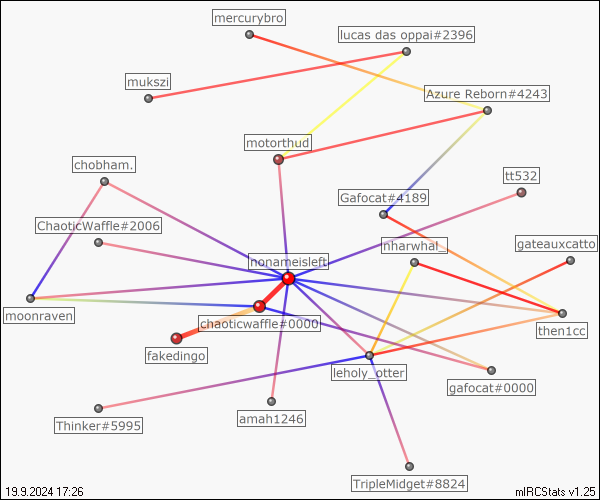 mercurybro
lucas das oppai#2396
mukszi
Azure Reborn#4243
motorthud
chobham.
tt532
Gafocat#4189
ChaoticWaffle#2006
nharwhal_
gateauxcatto
nonameisleft
moonraven
chaoticwaffle#0000
then1cc
fakedingo
leholy_otter
gafocat#0000
amah1246
Thinker#5995
TripleMidget#8824
19.9.2024 17:26
mIRCStats v1.25